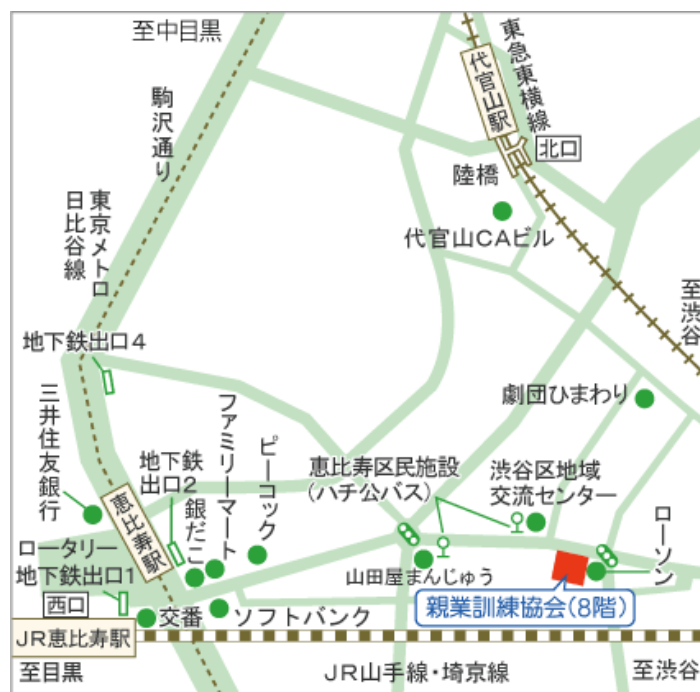 至中目黒
駒沢通り
東京メトロ
日比谷線
東急東横線
代官山駅
北口
陸橋
代官山CAビル
至渋谷
地下鉄出口4
三井住友銀行
地下鉄
出口2
銀だこ
ファミリーマート
ピーコック
劇団ひまわり
恵比寿区民施設
(ハチ公バス)
渋谷区地域
交流センター
恵比寿駅
ロータリー
地下鉄出口1
西口
交番
ソフトバンク
山田屋まんじゅう
ローソン
親業訓練協会(8階)
JR恵比寿駅
至目黒
JR山手線・埼京線
至渋谷